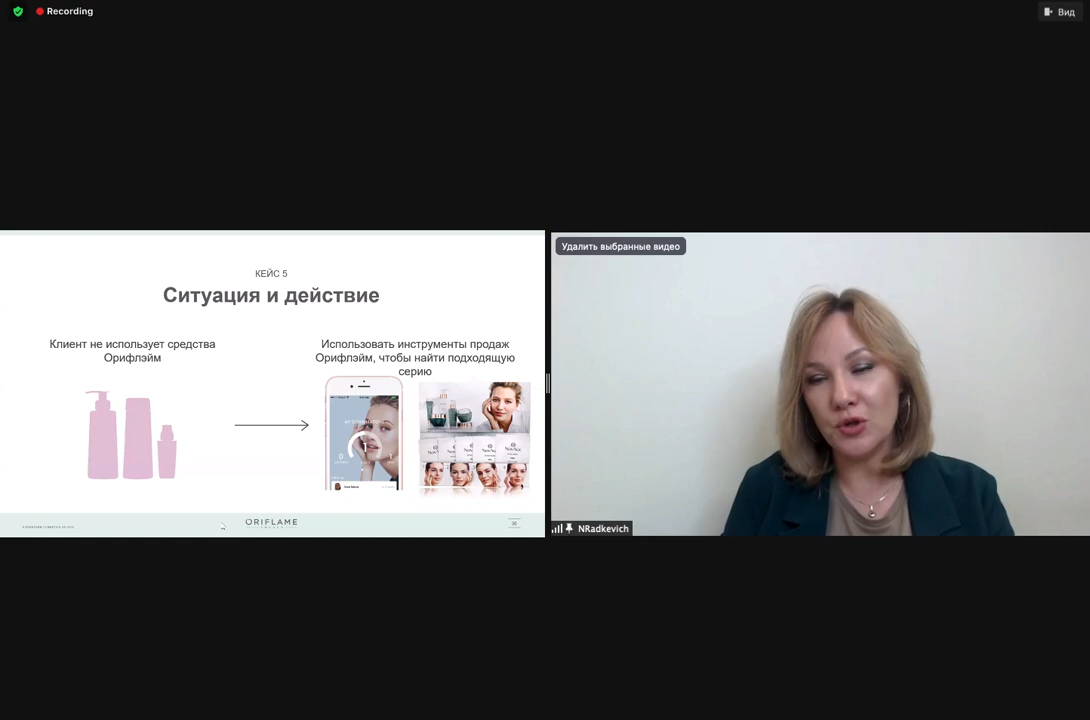 Recording
Вид
КЕЙС 5
Ситуация и действие
Клиент не использует средства
Орифлэйм
Использовать инструменты продаж
Орифлэйм, чтобы найти подходящую
серию
ORIFLAME
SWEDEN
Удалить выбранные видео
NRadkevich